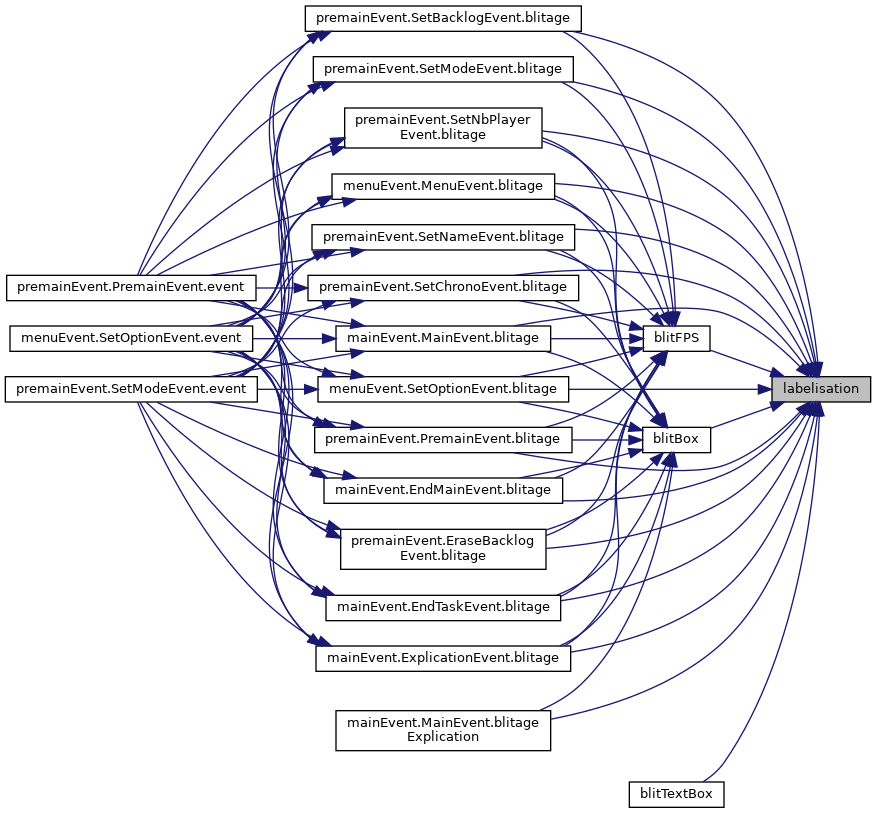 premainEvent.SetBacklogEvent.blitage
premainEvent.SetModeEvent.blitage
premainEvent.SetNbPlayer
Event.blitage
menuEvent.MenuEvent.blitage
premainEvent.SetNameEvent.blitage
premainEvent.PremainEvent.event
premainEvent.SetChronoEvent.blitage
menuEvent.SetOptionEvent.event
mainEvent.MainEvent.blitage
blitFPS
premainEvent.SetModeEvent.event
menuEvent.SetOptionEvent.blitage
labelisation
premainEvent.PremainEvent.blitage
blitBox
mainEvent.EndMainEvent.blitage
premainEvent.EraseBacklog
Event.blitage
mainEvent.EndTaskEvent.blitage
mainEvent.ExplicationEvent.blitage
mainEvent.MainEvent.blitage
Explication
blitTextBox